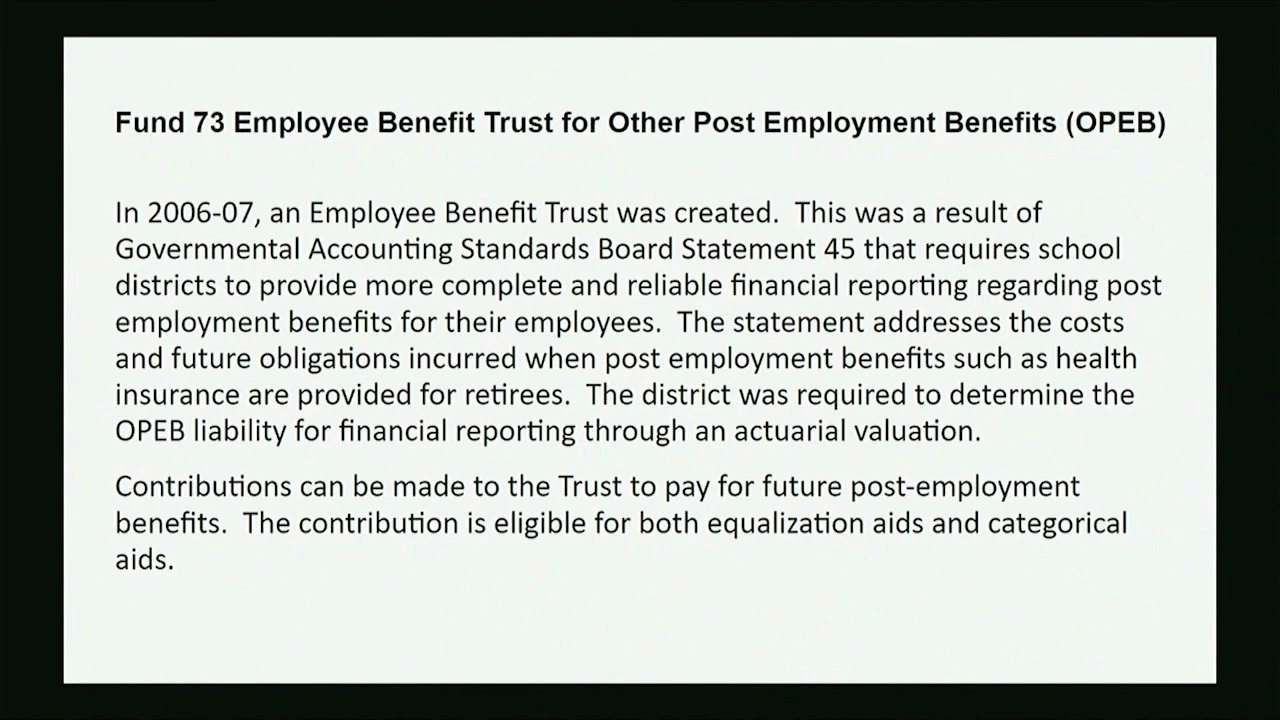 Fund 73 Employee Benefit Trust for Other Post Employment Benefits (OPEB)
In 2006-07, an Employee Benefit Trust was created.  This was a result of
Governmental Accounting Standards Board Statement 45 that requires school
districts to provide more complete and reliable financial reporting regarding post
employment benefits for their employees.  The statement addresses the costs
and future obligations incurred when post employment benefits such as health
insurance are provided for retirees.  The district was required to determine the
OPEB liability for financial reporting through an actuarial valuation.
Contributions can be made to the Trust to pay for future post-employment
benefits.  The contribution is eligible for both equalization aids and categorical
aids.